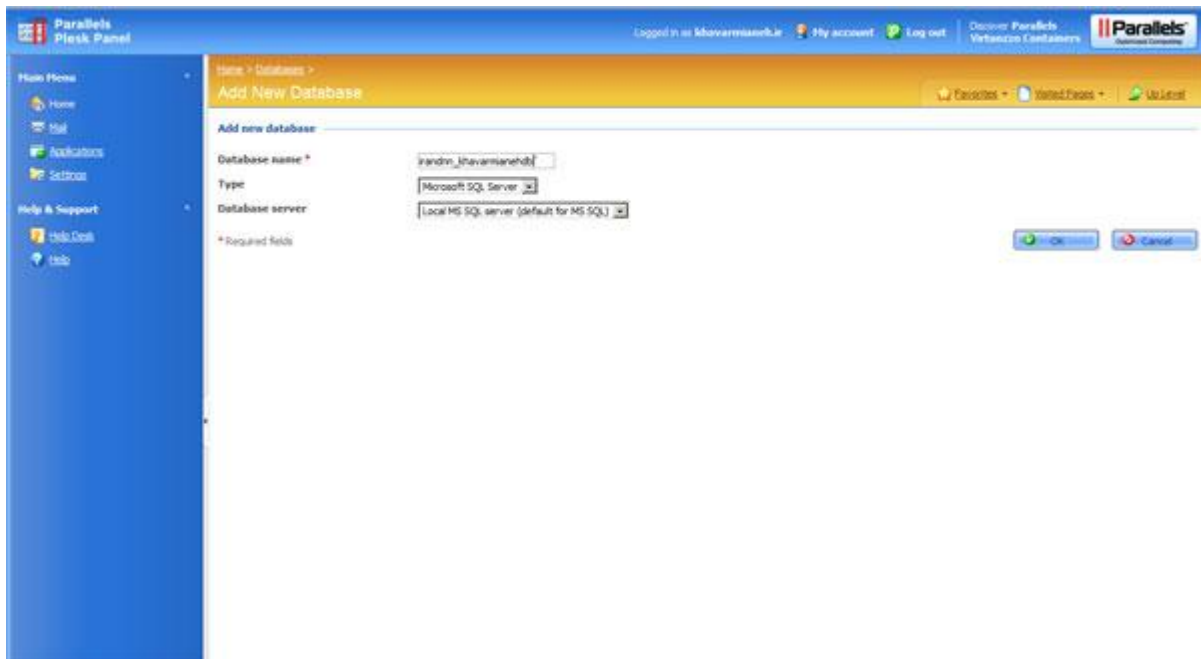 Parallels
Plesk Panel
Logged in as khavarmianeh.ir
My account
Log out
Discover Parallels
Virtuozzo Containers
Parallels
Optimized Computing
Main Menu
Home
Mail
Applications
Settings
Help & Support
Help Desk
Help
Home > Databases >
Add New Database
Favorites
Visited Pages
Up Level
Add new database
Database name *
irandnn_khavarmianehdb
Type
Microsoft SQL Server
Database server
Local MS SQL server (default for MS SQL)
* Required fields
OK
Cancel